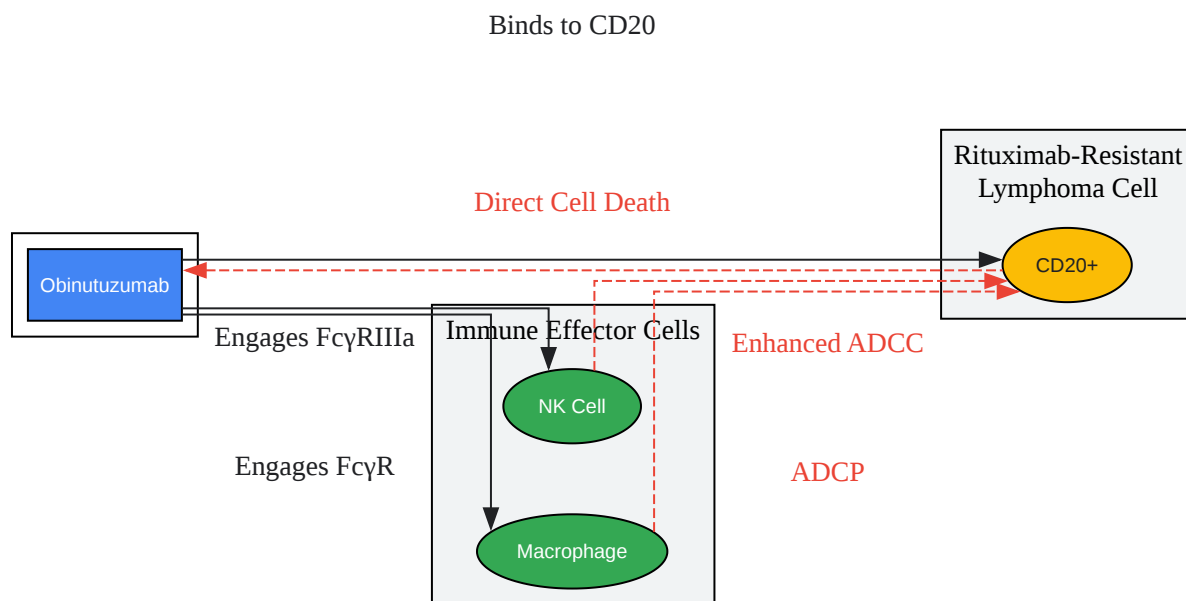 Binds to CD20
Rituximab-Resistant
Lymphoma Cell
Direct Cell Death
CD20+
Obinutuzumab
Engages FcγRIIIa
Immune Effector Cells
Enhanced ADCC
NK Cell
Engages FcγR
ADCP
Macrophage